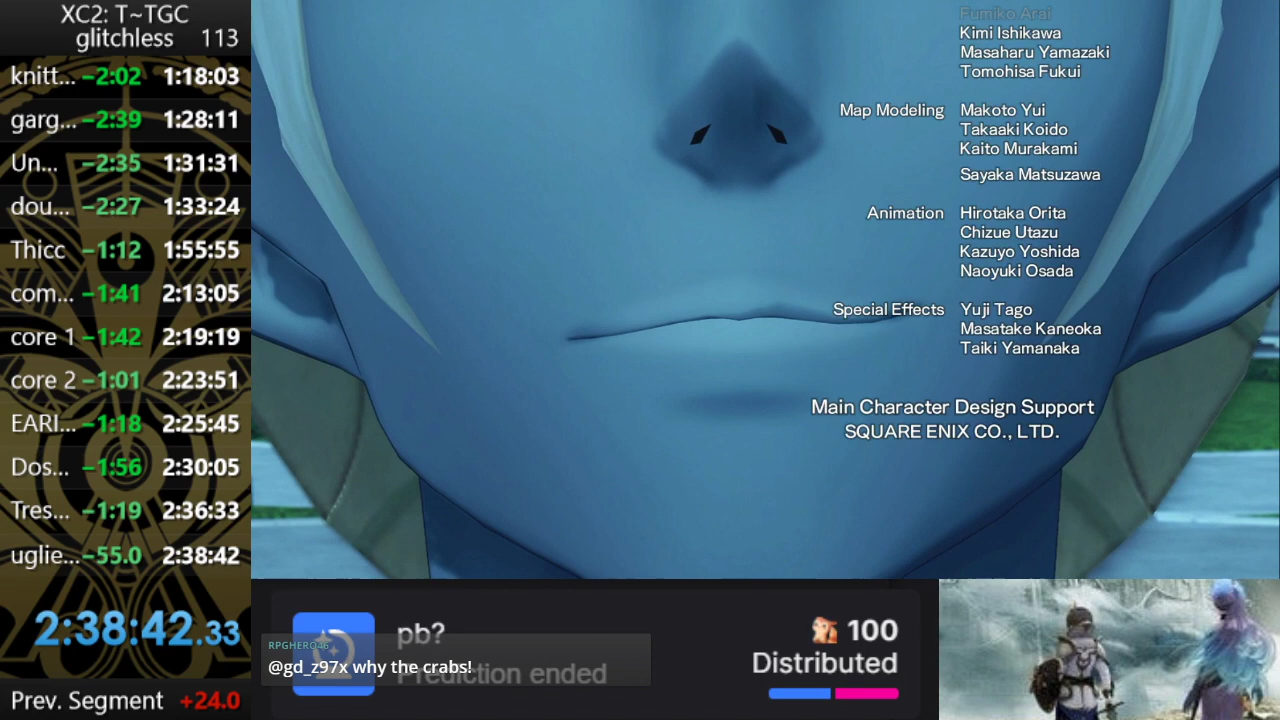 XC2: T~TGC
glitchless 113
knitt... −2:02 1:18:03
garg... −2:39 1:28:11
Un... −2:35 1:31:31
dou... −2:27 1:33:24
Thicc −1:12 1:55:55
com... −1:41 2:13:05
core 1 −1:42 2:19:19
core 2 −1:01 2:23:51
EARl... −1:18 2:25:45
Dos... −1:56 2:30:05
Tres... −1:19 2:36:33
uglie... −55.0 2:38:42
2:38:42.33
Prev. Segment +24.0
Fumiko Arai
Kimi Ishikawa
Masaharu Yamazaki
Tomohisa Fukui
Map Modeling Makoto Yui
Takaaki Koido
Kaito Murakami
Sayaka Matsuzawa
Animation Hirotaka Orita
Chizue Utazu
Kazuyo Yoshida
Naoyuki Osada
Special Effects Yuji Tago
Masatake Kaneoka
Taiki Yamanaka
Main Character Design Support
SQUARE ENIX CO., LTD.
pb?
Prediction ended
RPGHERO46
@gd_z97x why the crabs!
100
Distributed